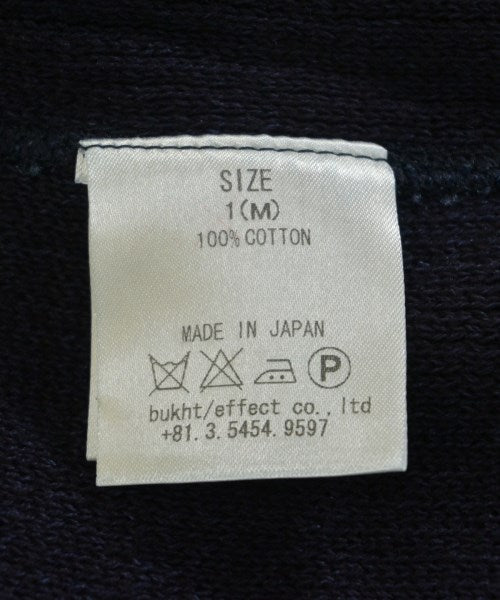 SIZE
1(M)
100% COTTON
MADE IN JAPAN
P
bukht/effect co., ltd
+81.3.5454.9597